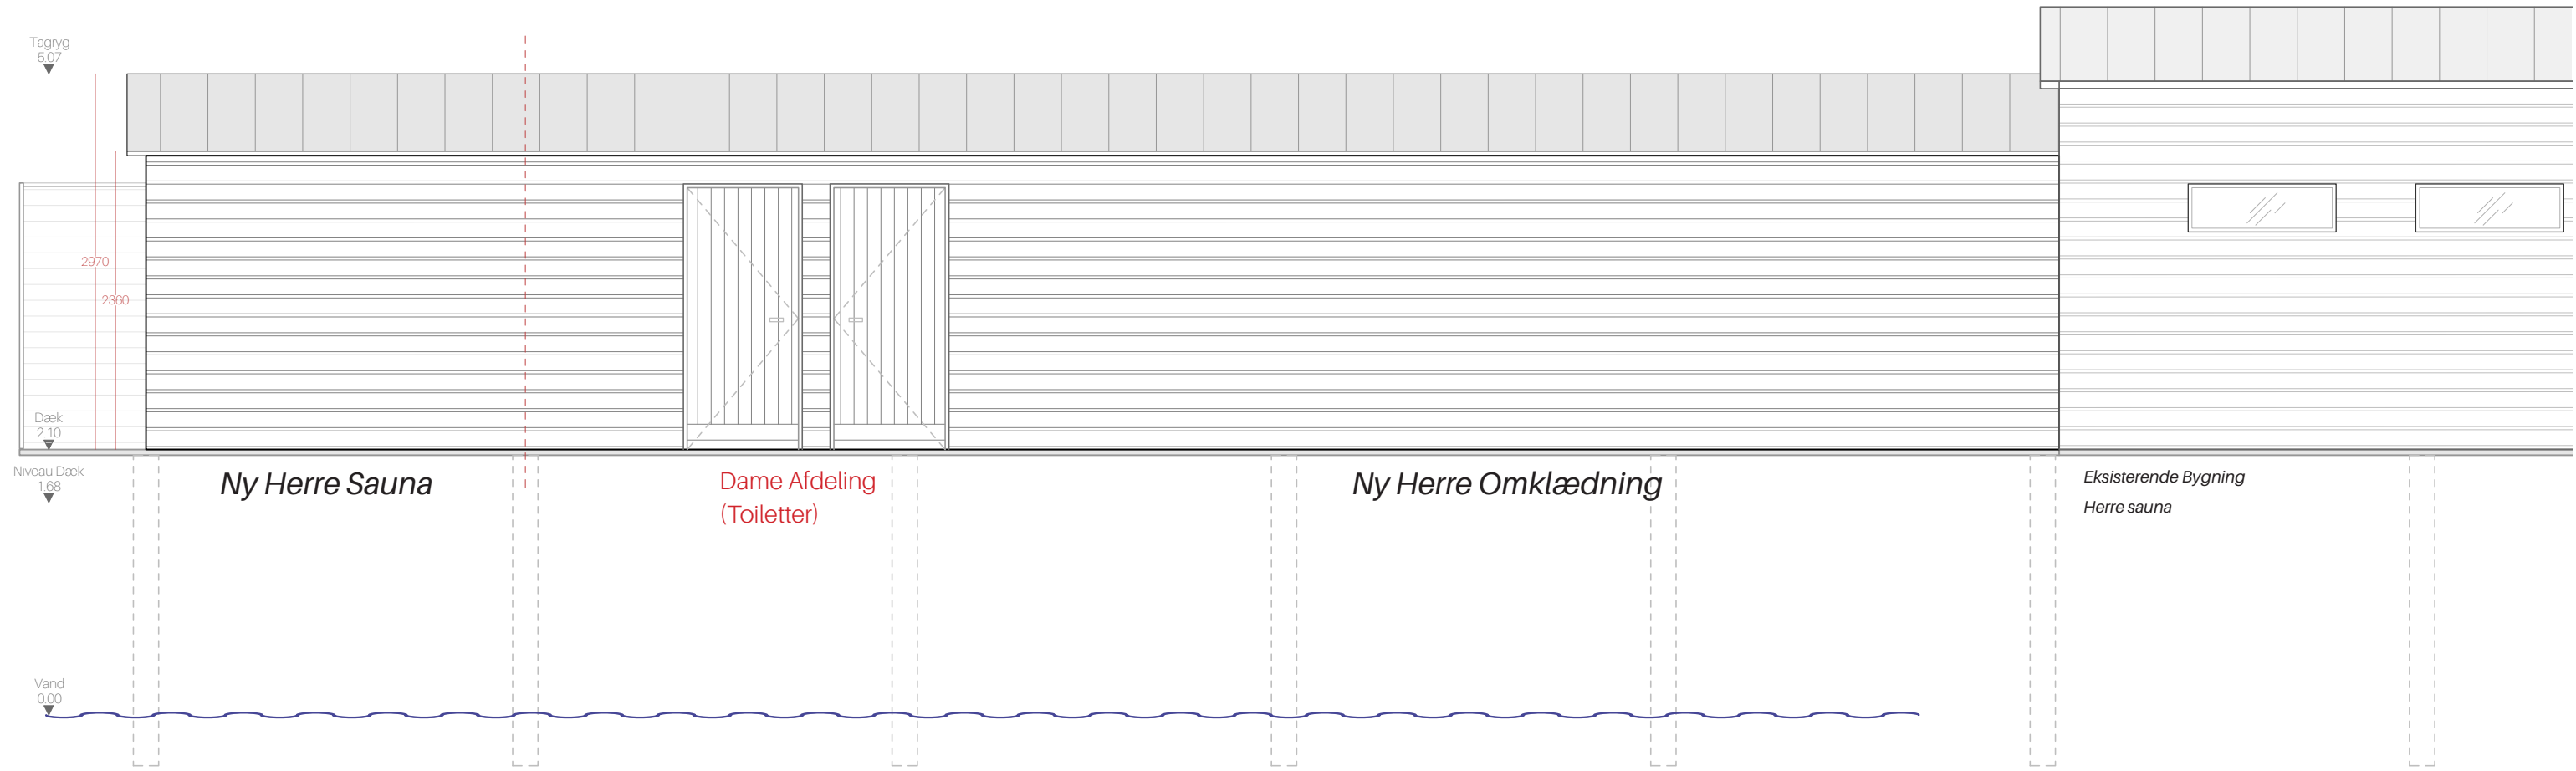 Tagryg
5.07
2970
2360
Dæk
2.10
Niveau Dæk
1.68
Ny Herre Sauna
Dame Afdeling
(Toiletter)
Ny Herre Omklædning
Eksisterende Bygning
Herre sauna
Vand
0.00